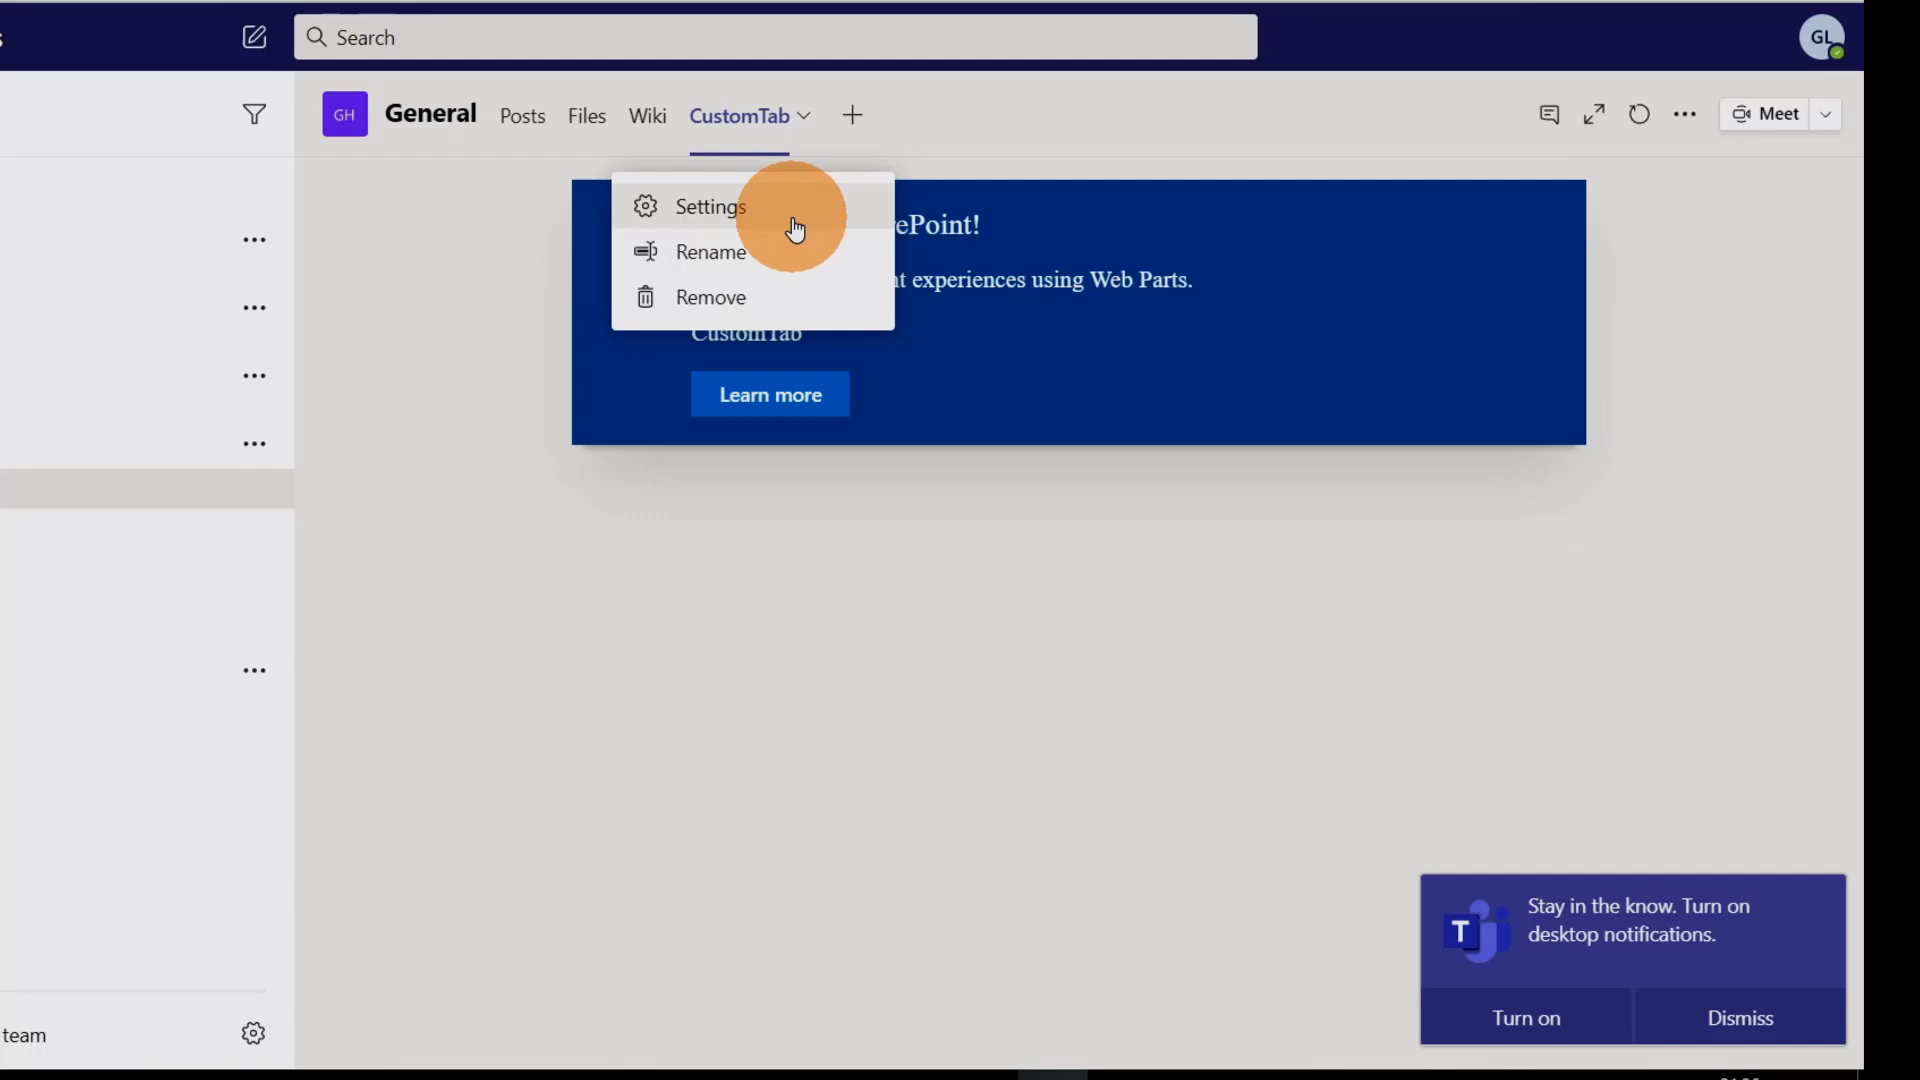 Search
GL
GH General Posts Files Wiki CustomTab
Meet
Settings
ePoint!
Rename
experiences using Web Parts.
Remove
CustomTab
Learn more
T
Stay in the know. Turn on
desktop notifications.
Turn on Dismiss
team